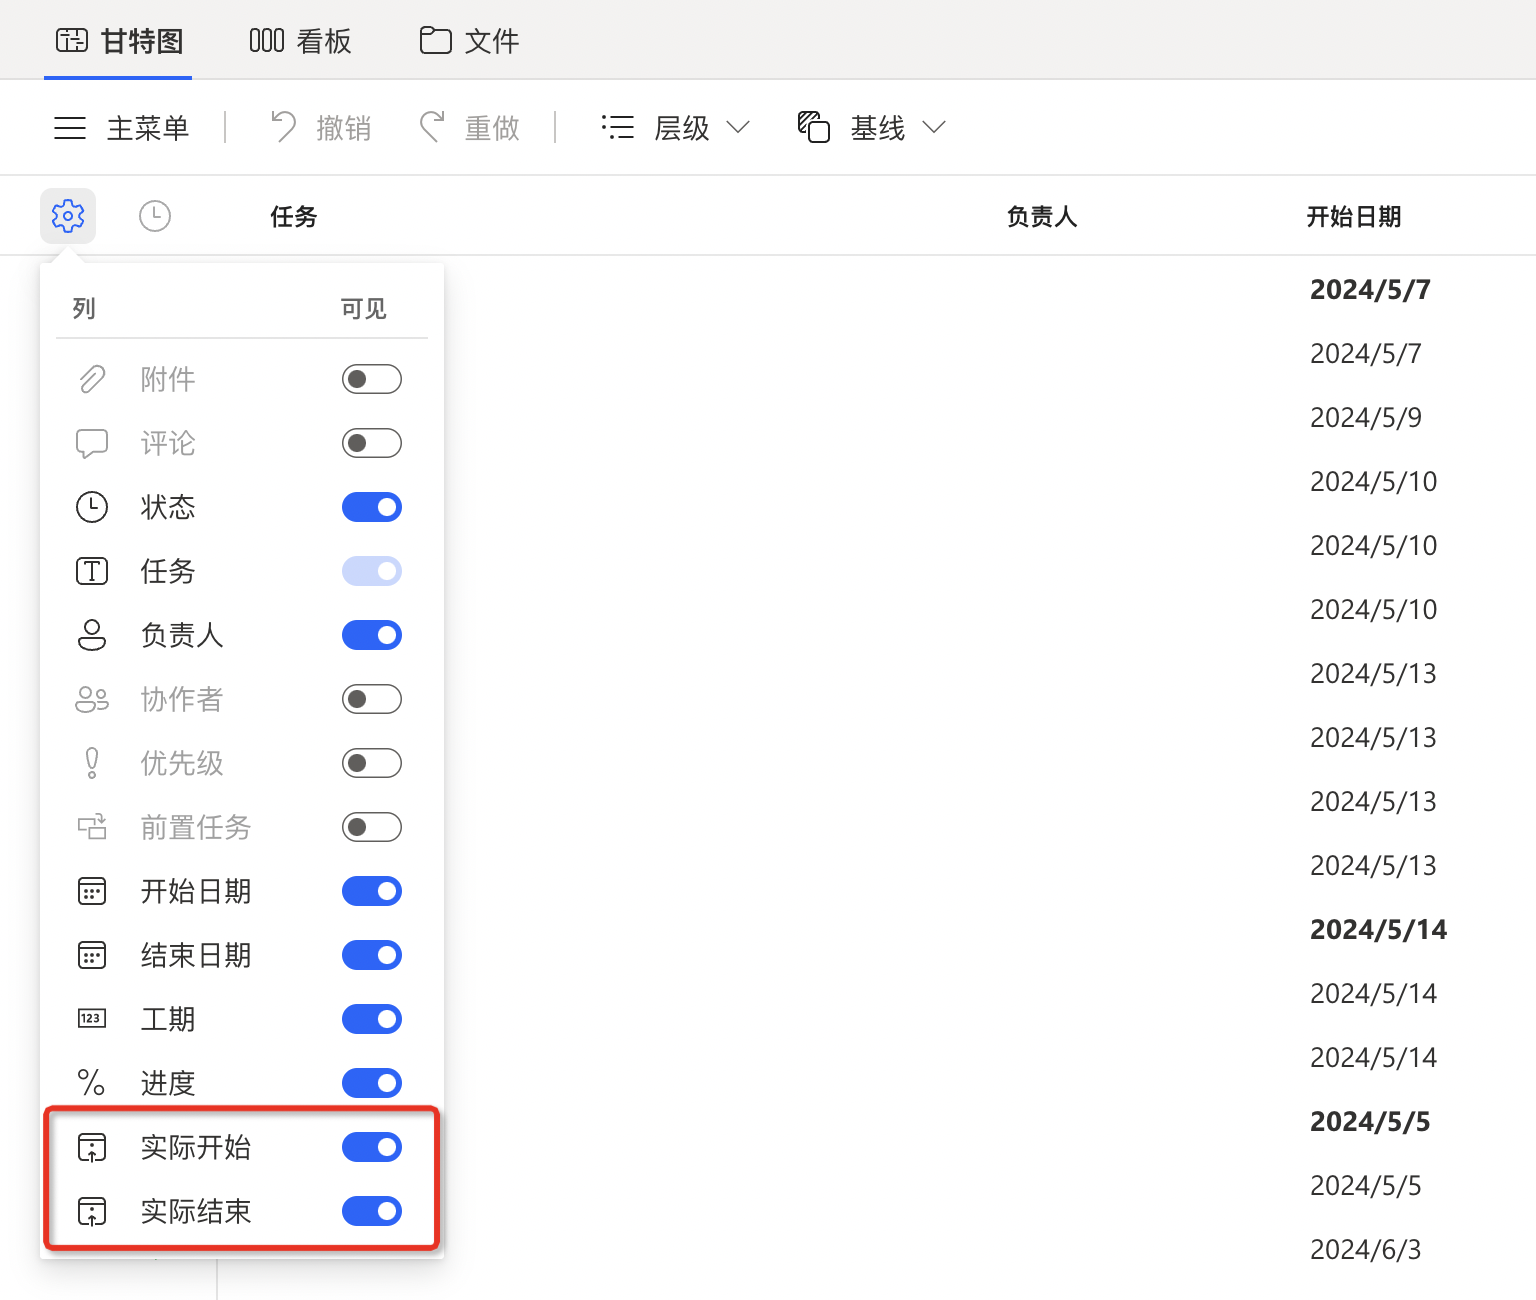 甘特图 看板 文件
主菜单 撤销 重做 层级 基线
任务 负责人 开始日期
列 可见
附件
评论
状态
任务
负责人
协作者
优先级
前置任务
开始日期
结束日期
123 工期
% 进度
实际开始
实际结束
2024/5/7
2024/5/7
2024/5/9
2024/5/10
2024/5/10
2024/5/10
2024/5/13
2024/5/13
2024/5/13
2024/5/13
2024/5/14
2024/5/14
2024/5/14
2024/5/5
2024/5/5
2024/6/3